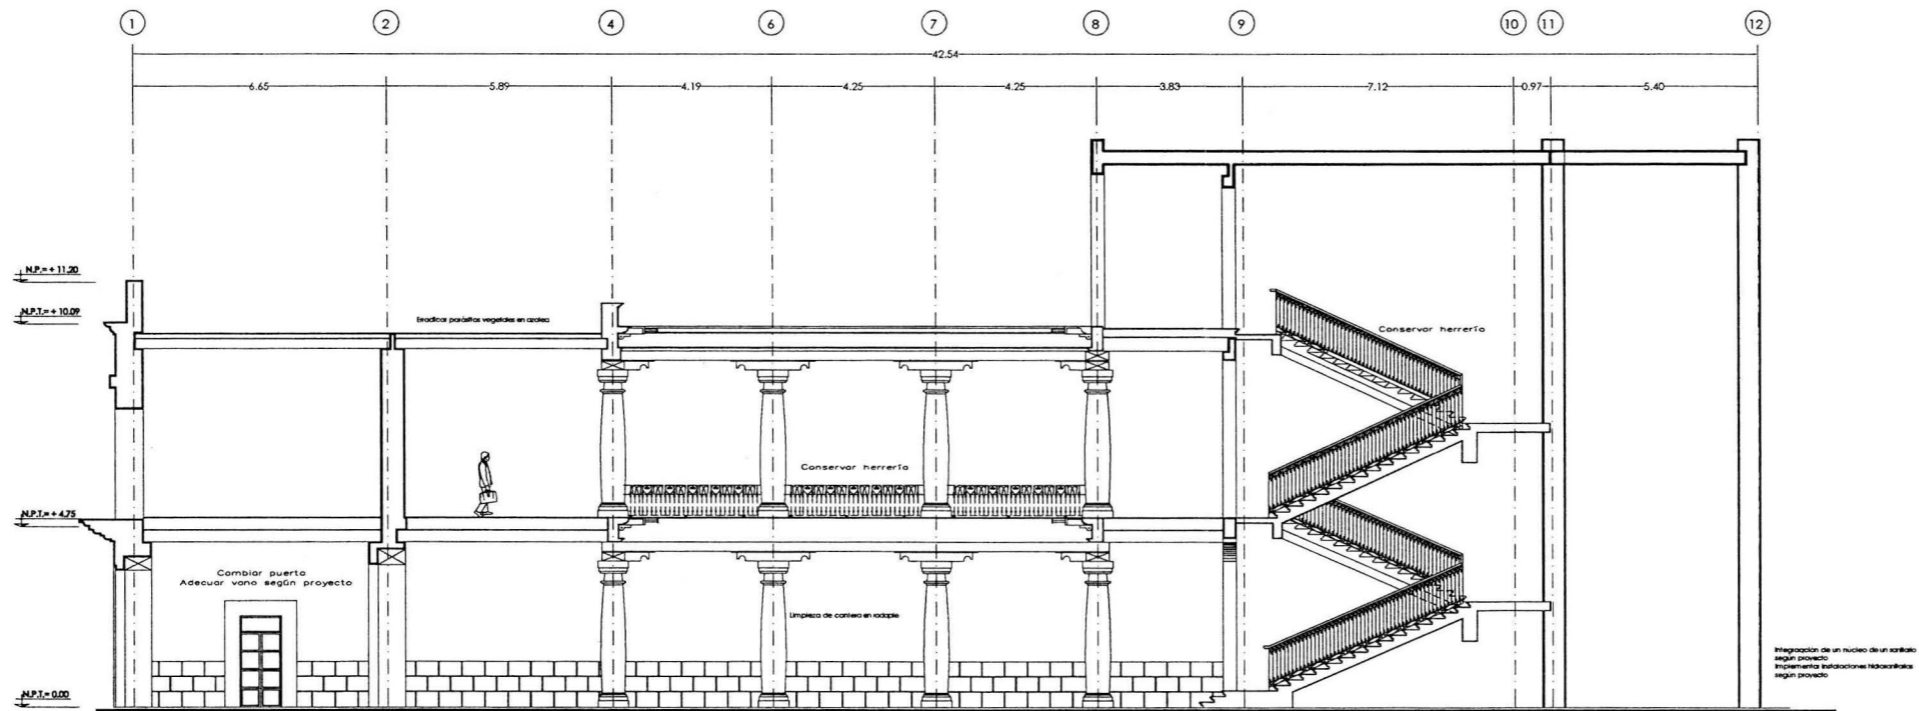 1 2 4 6 7 8 9 10 11 12
42.54
6.65 5.89 4.19 4.25 4.25 3.83 7.12 0.97 5.40
N.P.= + 11.20
N.P.T.= + 10.09
Erradicar parásitos vegetales en azotea
Conservar herrería
Conservar herrería
N.P.T.= + 4.75
Cambiar puerta
Adecuar vano según proyecto
Limpieza de cantera en rodapie
Integración de un núcleo de un sanitario
según proyecto
Implementar instalaciones hidrosanitarias
según proyecto
N.P.T.= 0.00